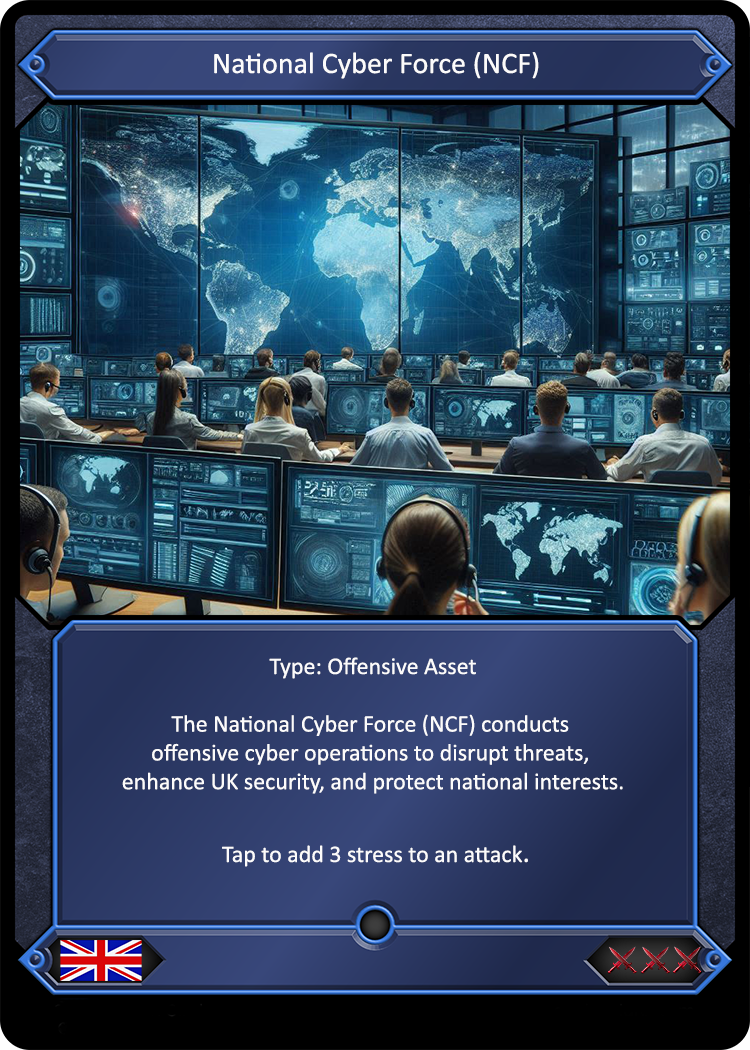 National Cyber Force (NCF)
Type: Offensive Asset
The National Cyber Force (NCF) conducts
offensive cyber operations to disrupt threats,
enhance UK security, and protect national interests.
Tap to add 3 stress to an attack.